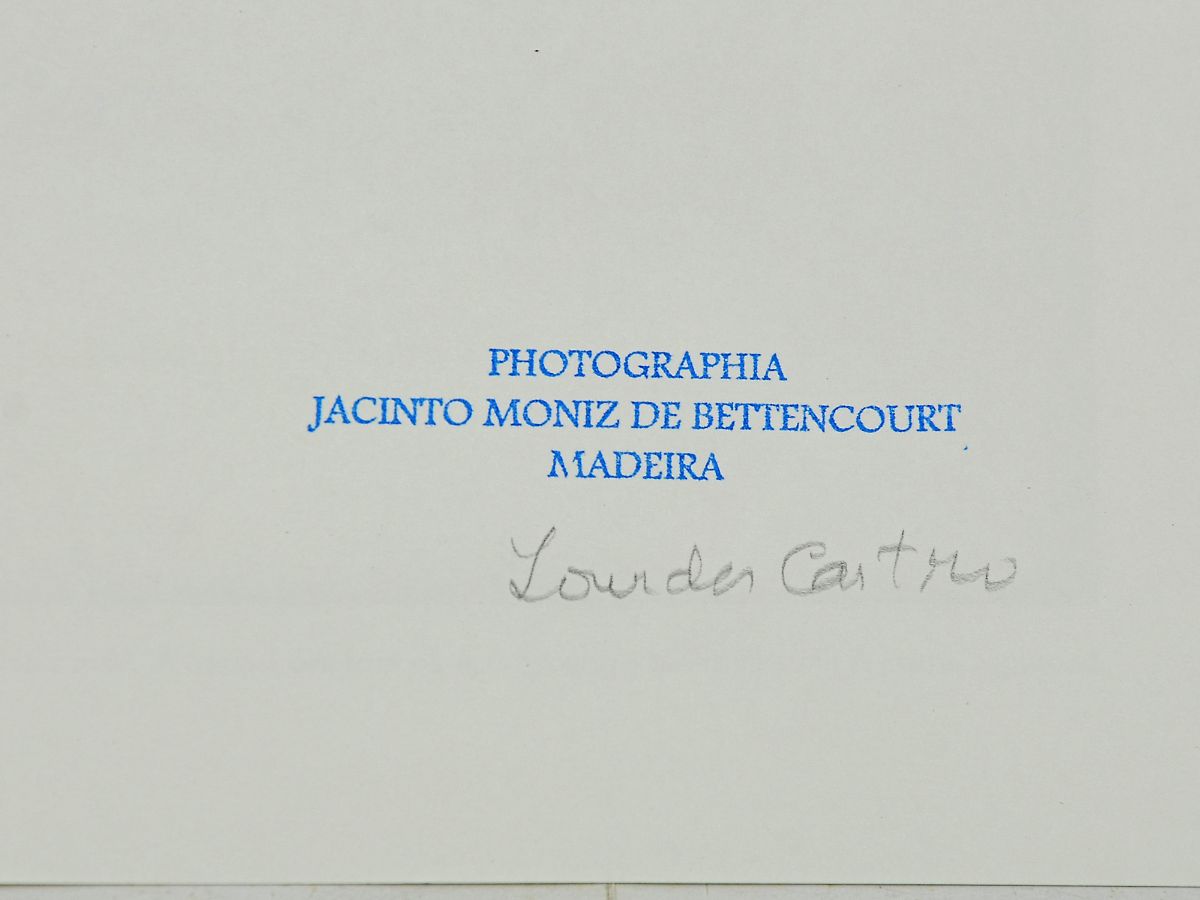 PHOTOGRAPHIA
JACINTO MONIZ DE BETTENCOURT
MADEIRA
Lourdes Castro